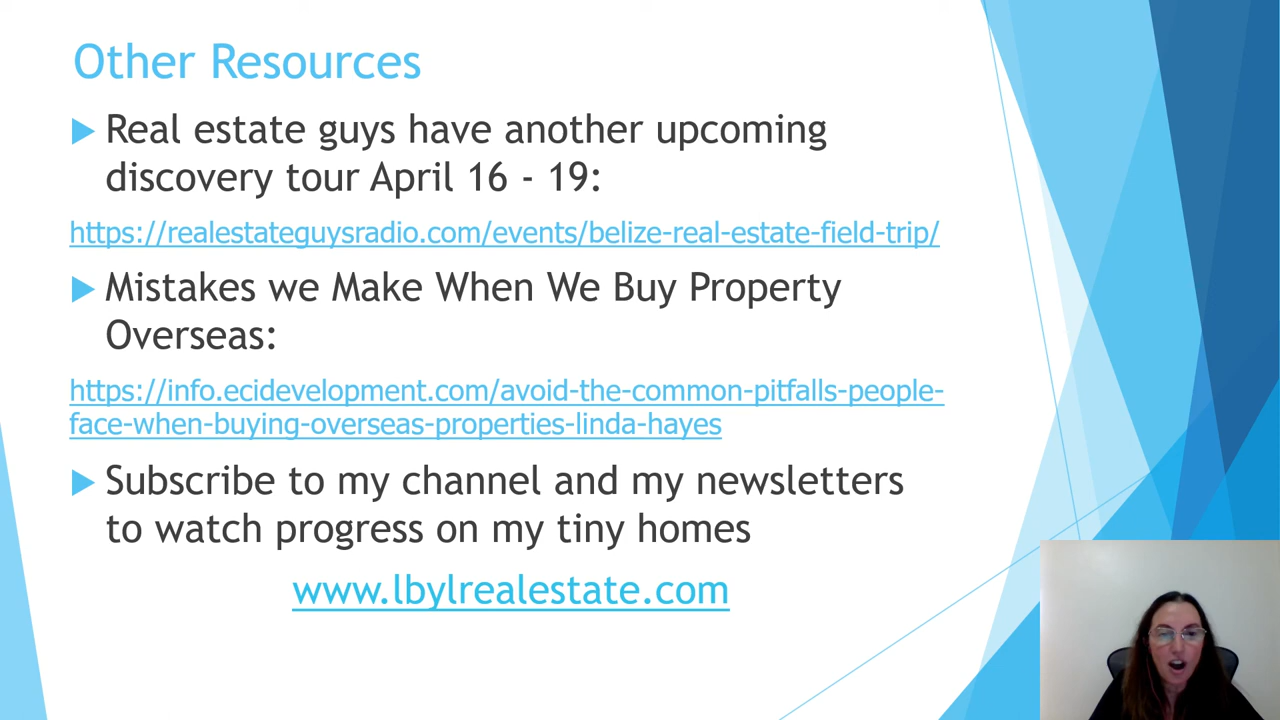 Other Resources
Real estate guys have another upcoming
discovery tour April 16 - 19:
https://realestateguysradio.com/events/belize-real-estate-field-trip/
Mistakes we Make When We Buy Property
Overseas:
https://info.ecidevelopment.com/avoid-the-common-pitfalls-people-
face-when-buying-overseas-properties-linda-hayes
Subscribe to my channel and my newsletters
to watch progress on my tiny homes
www.lbylrealestate.com